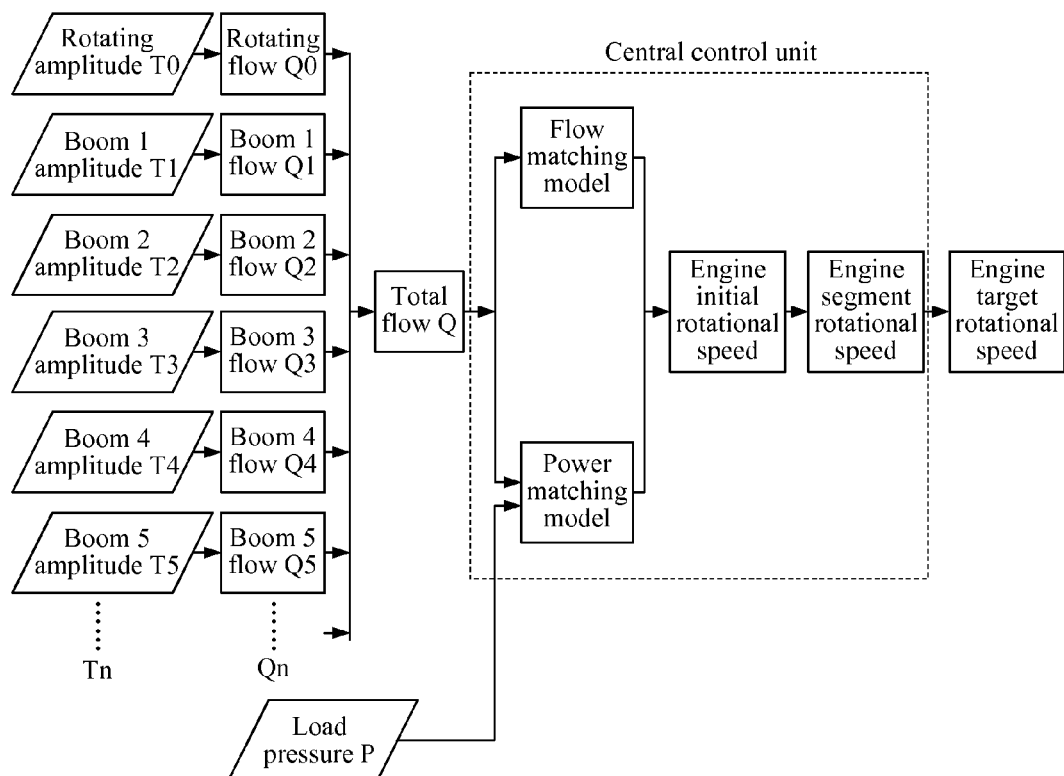 Rotating
amplitude T0
Rotating
flow Q0
Boom 1
amplitude T1
Boom 1
flow Q1
Boom 2
amplitude T2
Boom 2
flow Q2
Boom 3
amplitude T3
Boom 3
flow Q3
Boom 4
amplitude T4
Boom 4
flow Q4
Boom 5
amplitude T5
Boom 5
flow Q5
Tn
Qn
Load
pressure P
Total
flow Q
Central control unit
Flow
matching
model
Power
matching
model
Engine
initial
rotational
speed
Engine
segment
rotational
speed
Engine
target
rotational
speed